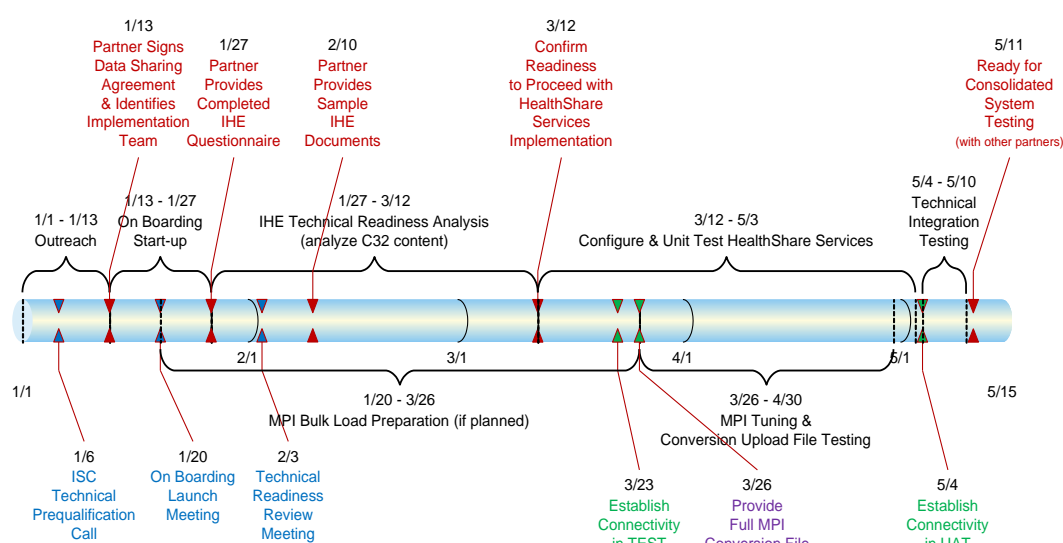 1/13
Partner Signs
Data Sharing
Agreement
& Identifies
Implementation
Team
1/27
Partner
Provides
Completed
IHE
Questionnaire
2/10
Partner
Provides
Sample
IHE
Documents
3/12
Confirm
Readiness
to Proceed with
HealthShare
Services
Implementation
5/11
Ready for
Consolidated
System
Testing
(with other partners)
1/1 - 1/13
Outreach
1/13 - 1/27
On Boarding
Start-up
1/27 - 3/12
IHE Technical Readiness Analysis
(analyze C32 content)
3/12 - 5/3
Configure & Unit Test HealthShare Services
5/4 - 5/10
Technical
Integration
Testing
1/1
2/1
3/1
4/1
5/1
5/15
1/20 - 3/26
MPI Bulk Load Preparation (if planned)
3/26 - 4/30
MPI Tuning &
Conversion Upload File Testing
1/6
ISC
Technical
Prequalification
Call
1/20
On Boarding
Launch
Meeting
2/3
Technical
Readiness
Review
Meeting
3/23
Establish
Connectivity
in TEST
3/26
Provide
Full MPI
Conversion File
5/4
Establish
Connectivity
in UAT